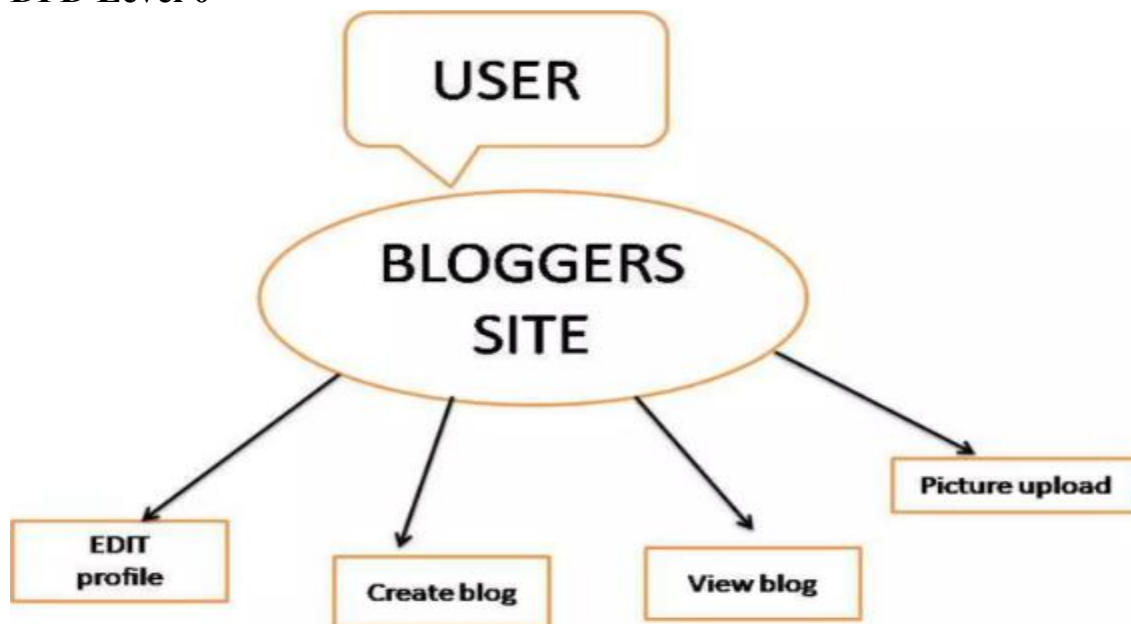 USER
BLOGGERS
SITE
Picture upload
EDIT
profile
Create blog
View blog